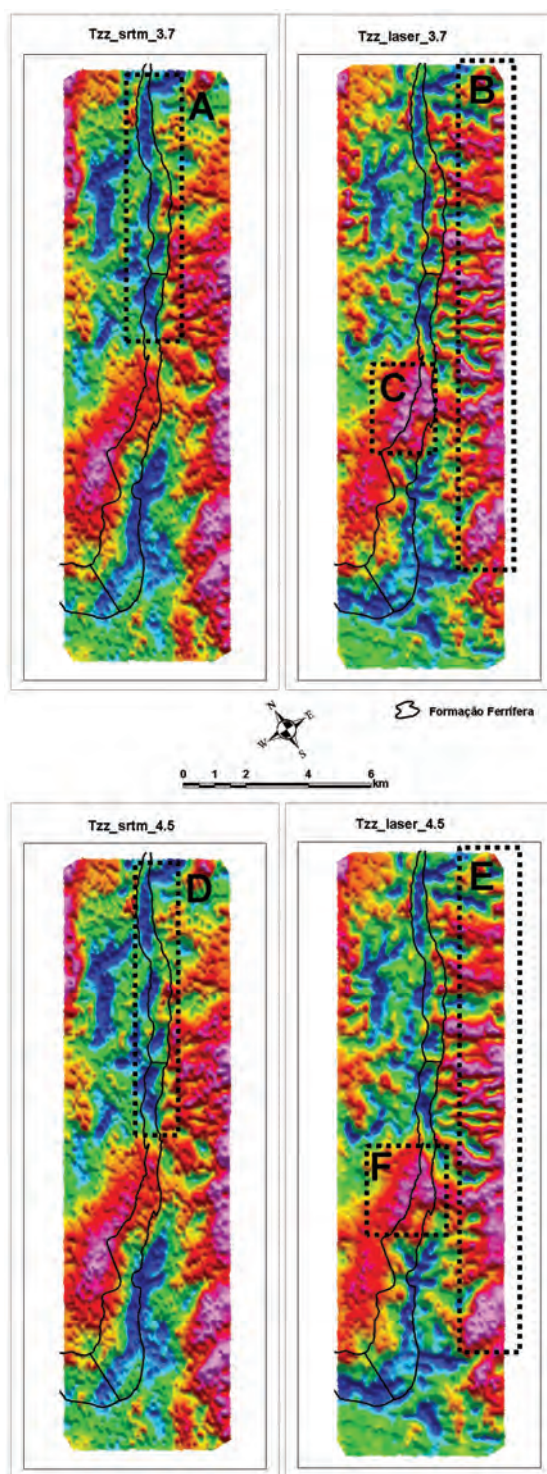 Tzz_srtm_3.7
Tzz_laser_3.7
A
B
C
N
E
W
S
Formação Ferrífera
0 1 2 4 6
km
Tzz_srtm_4.5
Tzz_laser_4.5
D
E
F